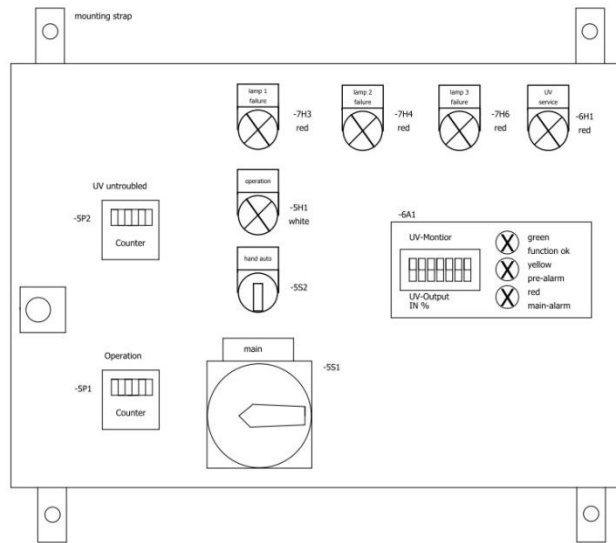 mounting strap
lamp 1
failure
-7H3
red
lamp 2
failure
-7H4
red
lamp 3
failure
-7H6
red
UV
service
-6H1
red
operation
-5H1
white
UV untroubled
-5P2
Counter
hand auto
-5S2
-6A1
UV-Montior
green
function ok
yellow
pre-alarm
red
main-alarm
UV-Output
IN %
Operation
-5P1
Counter
main
-5S1